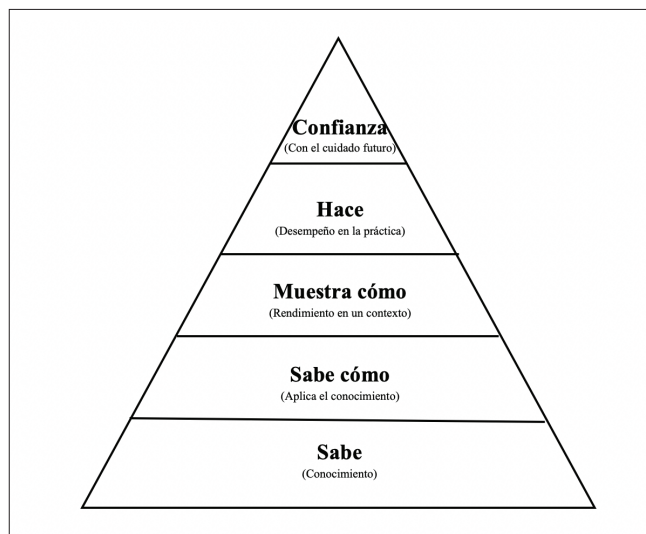 Confianza
(Con el cuidado futuro)
Hace
(Desempeño en la práctica)
Muestra cómo
(Rendimiento en un contexto)
Sabe cómo
(Aplica el conocimiento)
Sabe
(Conocimiento)